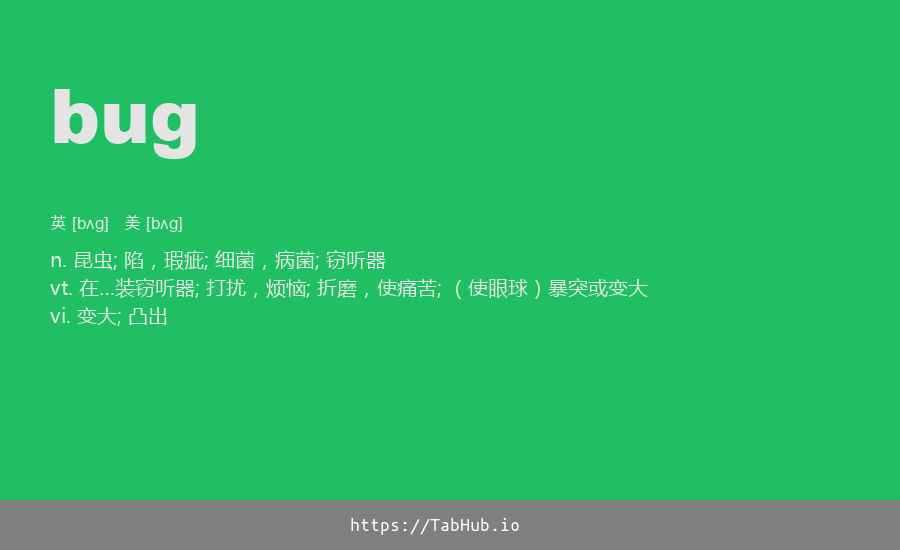 bug
英 [bʌg] 美 [bʌg]
n. 昆虫; 陷，瑕疵; 细菌，病菌; 窃听器
vt. 在...装窃听器; 打扰，烦恼; 折磨，使痛苦; （使眼球）暴突或变大
vi. 变大; 凸出
https://TabHub.io